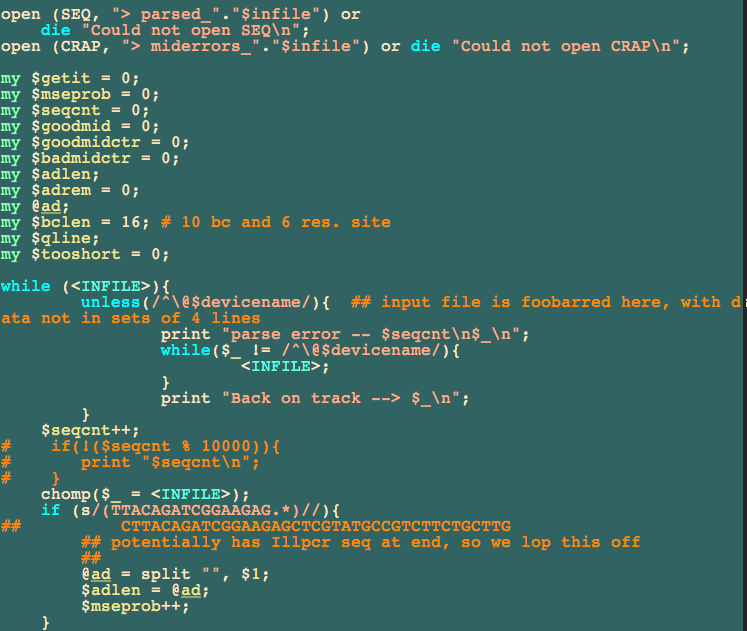 open (SEQ, "> parsed_"."$infile") or
    die "Could not open SEQ\n";
open (CRAP, "> miderrors_"."$infile") or die "Could not open CRAP\n";

my $getit = 0;
my $mseprob = 0;
my $seqcnt = 0;
my $goodmid = 0;
my $goodmidctr = 0;
my $badmidctr = 0;
my $adlen;
my $adrem = 0;
my @ad;
my $bclen = 16; # 10 bc and 6 res. site
my $qline;
my $tooshort = 0;

while (<INFILE>){
        unless(/^\@$devicename/){  ## input file is foobarred here, with d
ata not in sets of 4 lines
                print "parse error -- $seqcnt\n$_\n";
                while($_ != /^\@$devicename/){
                        <INFILE>;
                }
                print "Back on track --> $_\n";
        }
    $seqcnt++;
#    if(!($seqcnt % 10000)){
#       print "$seqcnt\n";
#    }
    chomp($_ = <INFILE>);
    if (s/(TTACAGATCGGAAGAG.*)//){
##          CTTACAGATCGGAAGAGCTCGTATGCCGTCTTCTGCTTG
        ## potentially has Illpcr seq at end, so we lop this off
        ##
        @ad = split "", $1;
        $adlen = @ad;
        $mseprob++;
    }